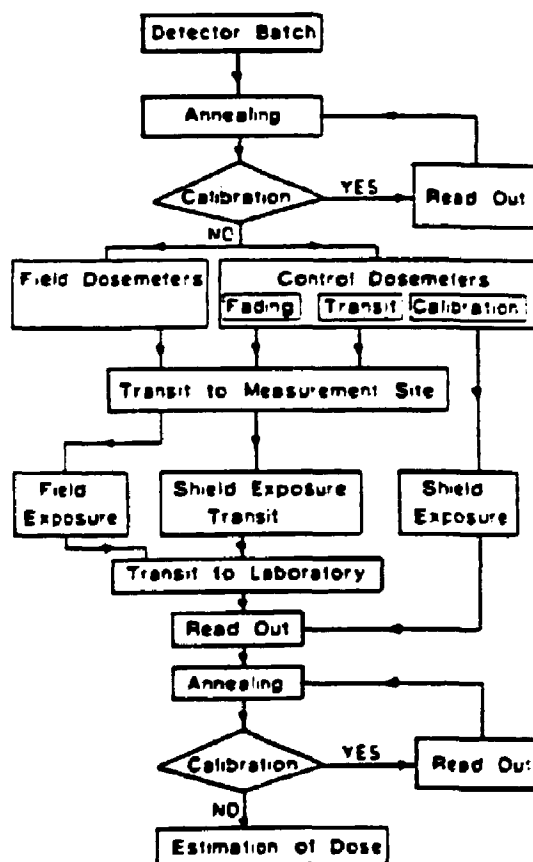 Detector Batch
Annealing
Calibration
YES
Read Out
NO
Field Dosemeters
Control Dosemeters
Fading
Transit
Calibration
Transit to Measurement Site
Field
Exposure
Shield Exposure
Transit
Shield
Exposure
Transit to Laboratory
Read Out
Annealing
Calibration
YES
Read Out
NO
Estimation of Dose